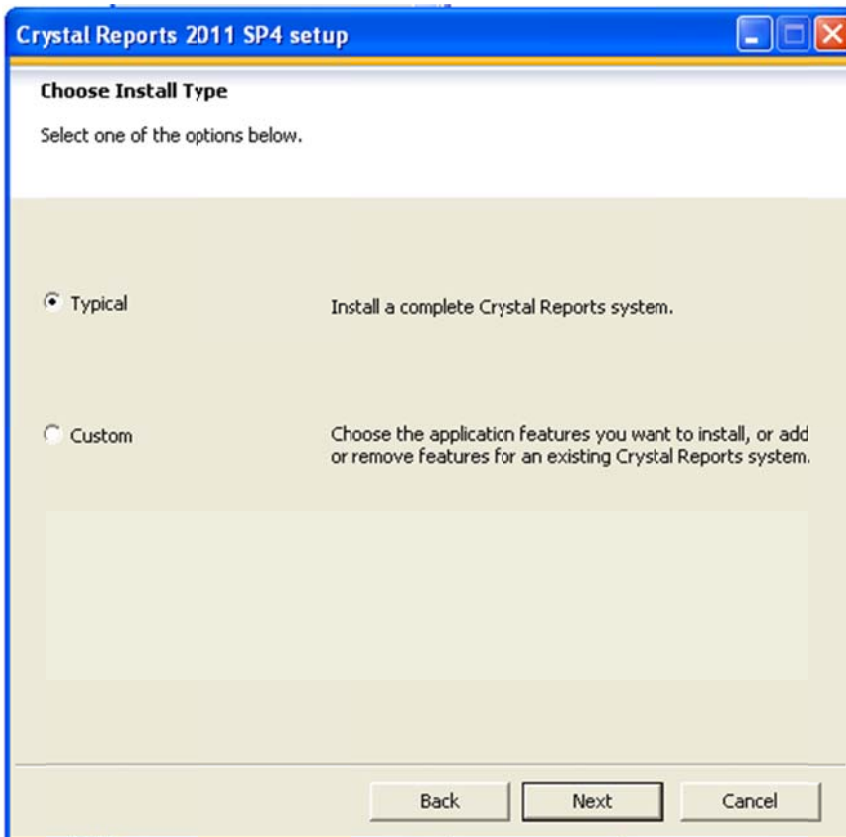 Crystal Reports 2011 SP4 setup
Choose Install Type
Select one of the options below.
Typical
Install a complete Crystal Reports system.
Custom
Choose the application features you want to install, or add
or remove features for an existing Crystal Reports system.
Back
Next
Cancel